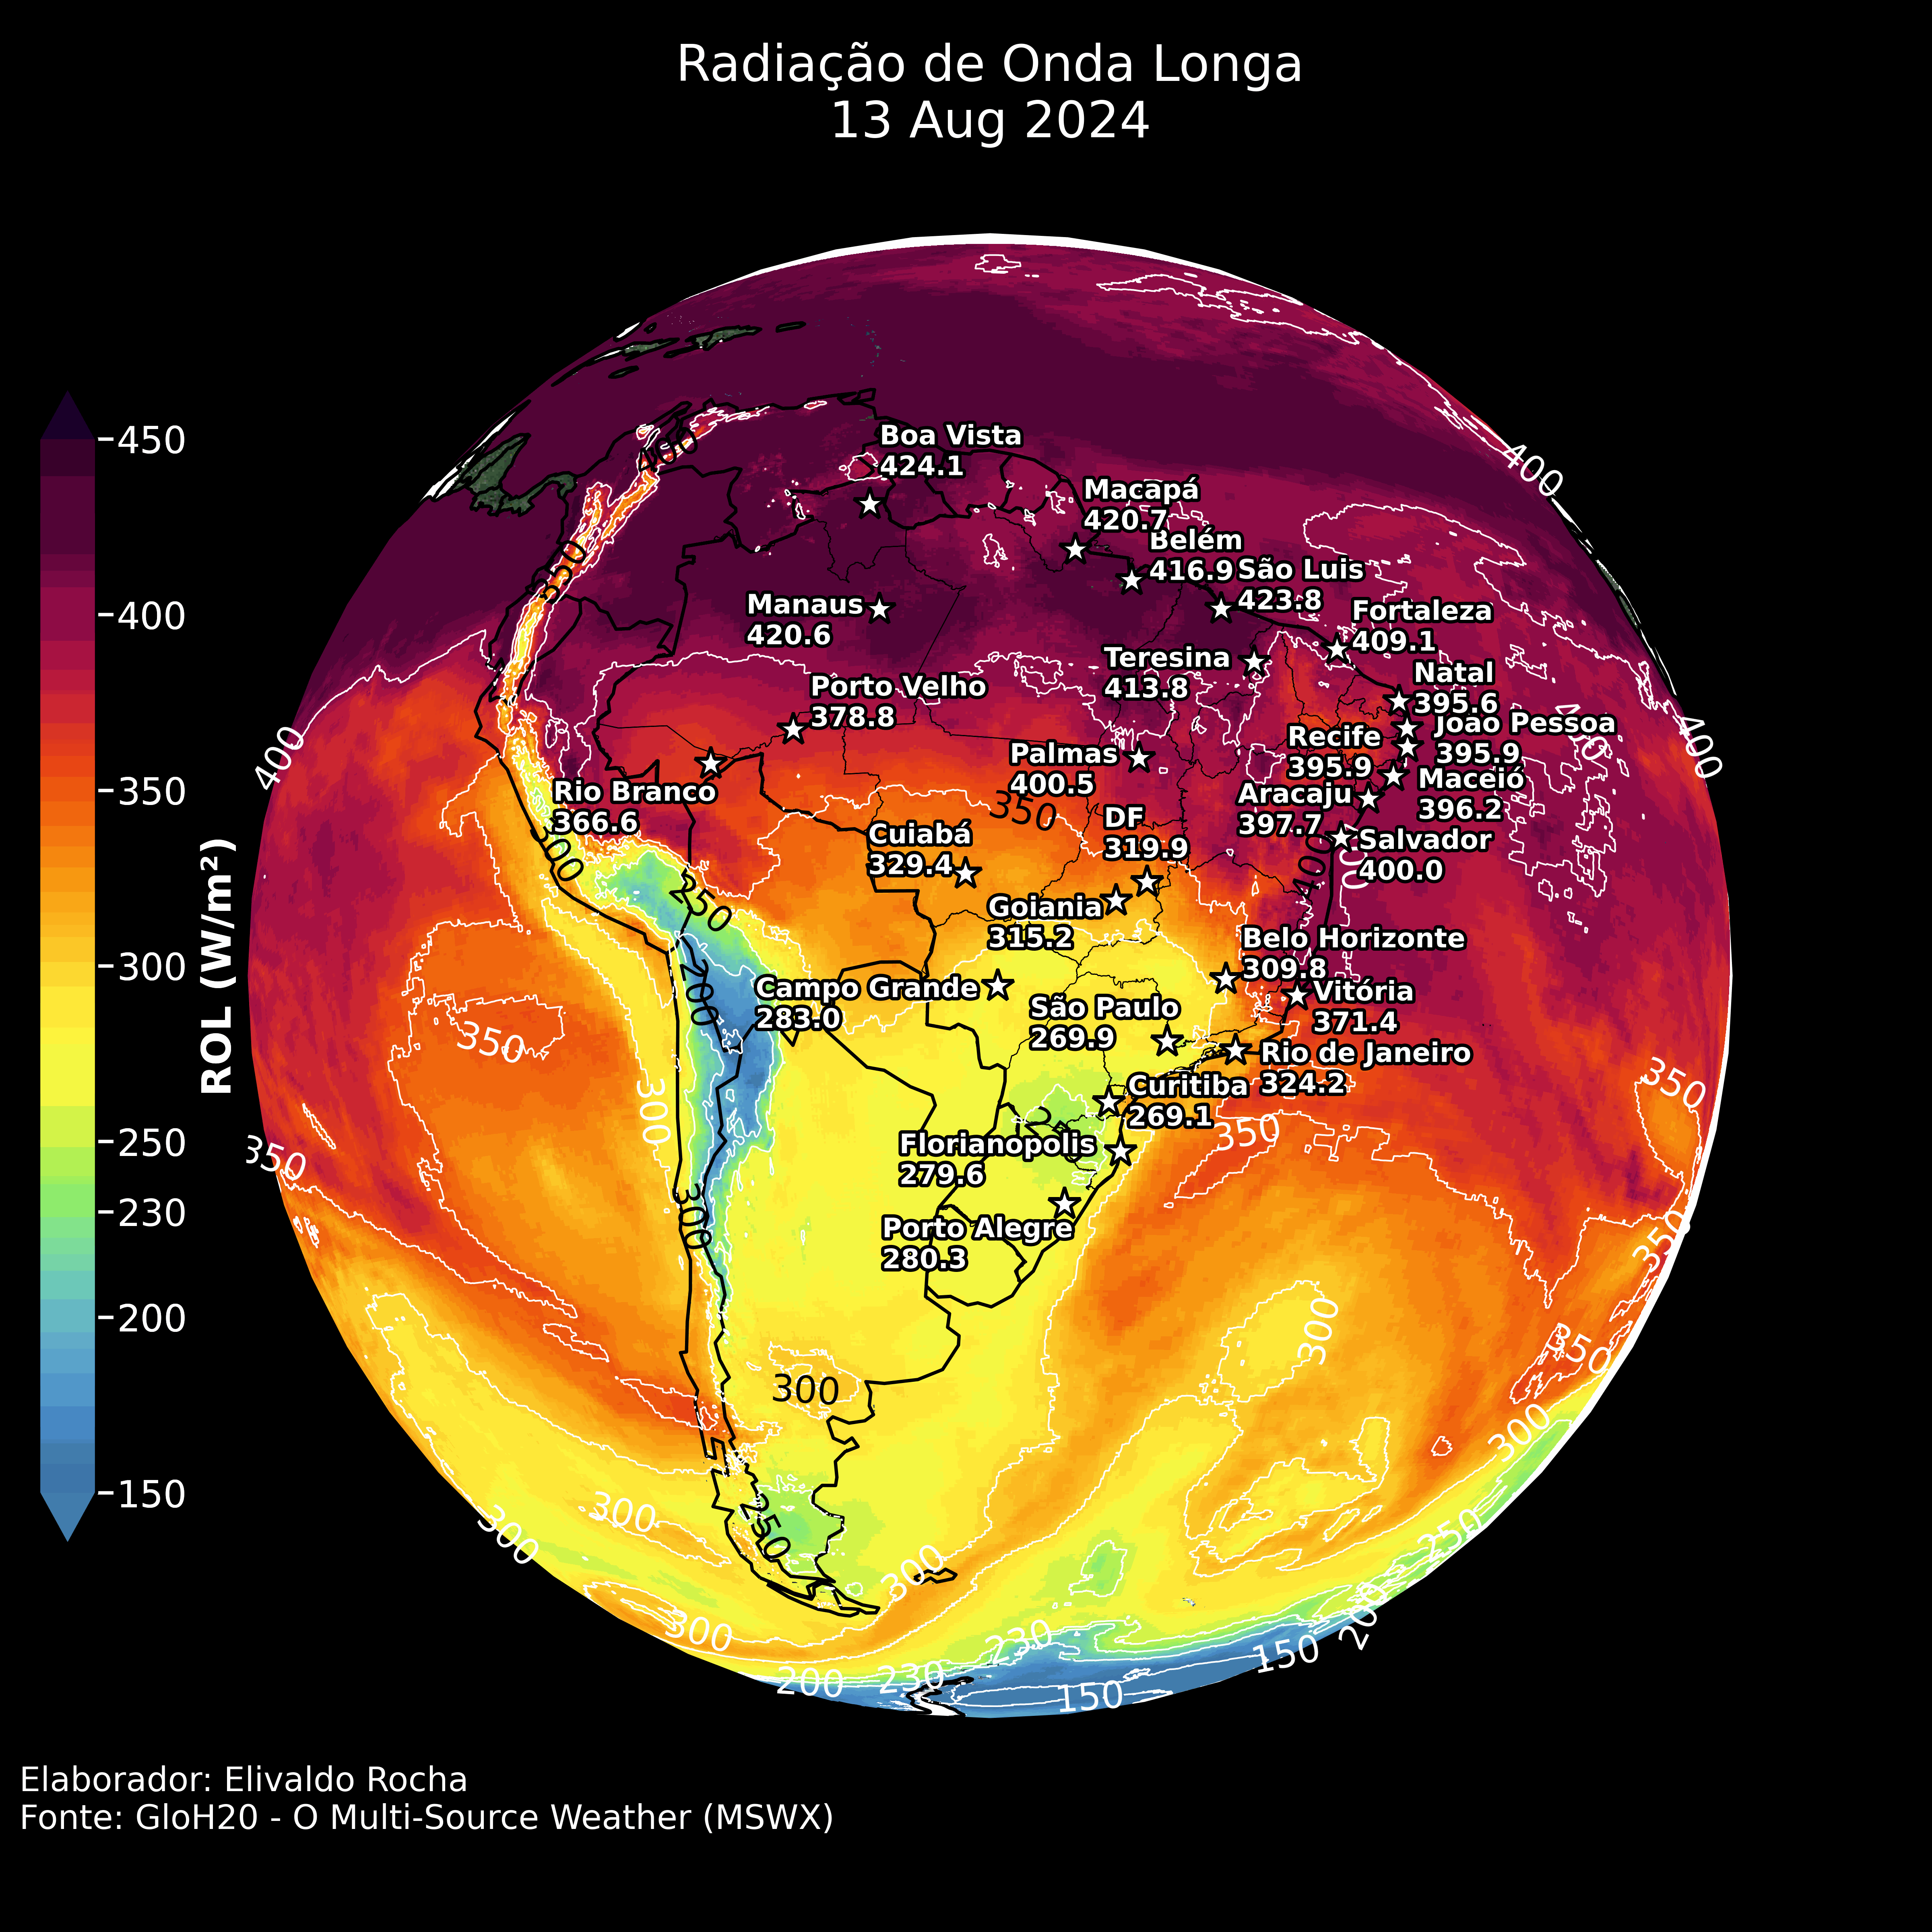 Radiação de Onda Longa
13 Aug 2024
450
400
350
300
250
230
200
150
ROL (W/m²)
Boa Vista
424.1
Macapá
420.7
Belém
416.9
São Luis
423.8
Manaus
420.6
Fortaleza
409.1
Teresina
413.8
Natal
395.6
Porto Velho
378.8
João Pessoa
395.9
Recife
395.9
Palmas
400.5
Maceió
396.2
Rio Branco
366.6
Aracaju
397.7
DF
319.9
Cuiabá
329.4
Salvador
400.0
Goiania
315.2
Belo Horizonte
309.8
Campo Grande
283.0
Vitória
371.4
São Paulo
269.9
Rio de Janeiro
324.2
Curitiba
269.1
Florianopolis
279.6
Porto Alegre
280.3
400
400
350
400
400
400
350
300
400
250
200
350
300
350
350
350
300
350
300
350
300
300
250
300
300
300
250
300
230
200
230
150
150
200
Elaborador: Elivaldo Rocha
Fonte: GloH20 - O Multi-Source Weather (MSWX)